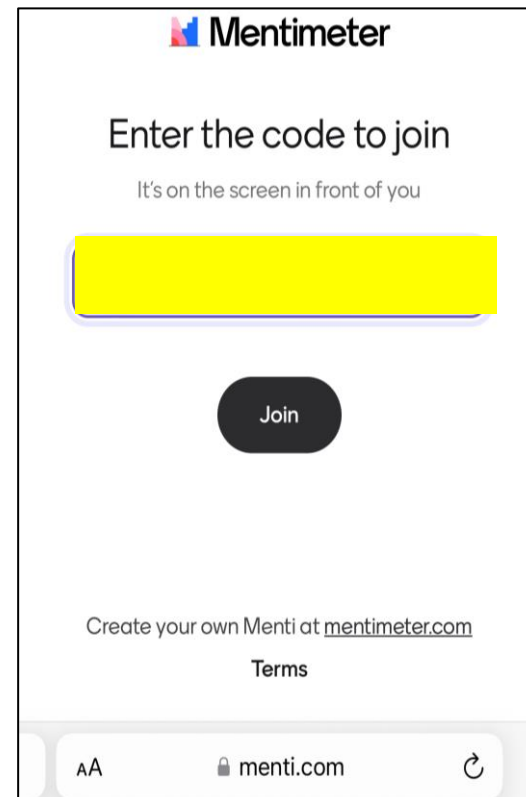 Mentimeter
Enter the code to join
It's on the screen in front of you
Join
Create your own Menti at mentimeter.com
Terms
AA menti.com